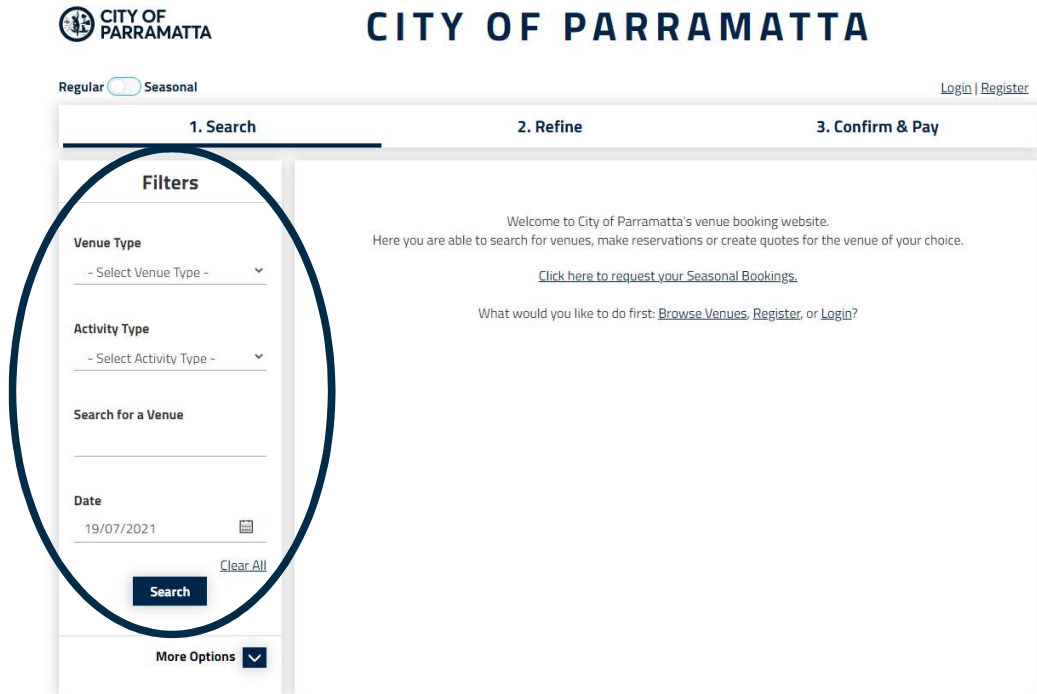 CITY OF
PARRAMATTA
CITY OF PARRAMATTA
Regular Seasonal
Login | Register
1. Search
2. Refine
3. Confirm & Pay
Filters
Venue Type
- Select Venue Type -
Activity Type
- Select Activity Type -
Search for a Venue
Date
19/07/2021
Clear All
Search
More Options
Welcome to City of Parramatta's venue booking website.
Here you are able to search for venues, make reservations or create quotes for the venue of your choice.
Click here to request your Seasonal Bookings.
What would you like to do first: Browse Venues, Register, or Login?